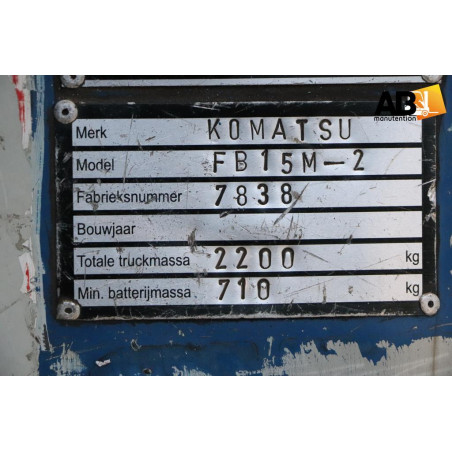 AB
manutention
Merk KOMATSU
Model FB15M-2
Fabrieksnummer 7838
Bouwjaar
Totale truckmassa 2200 kg
Min. batterijmassa 710 kg